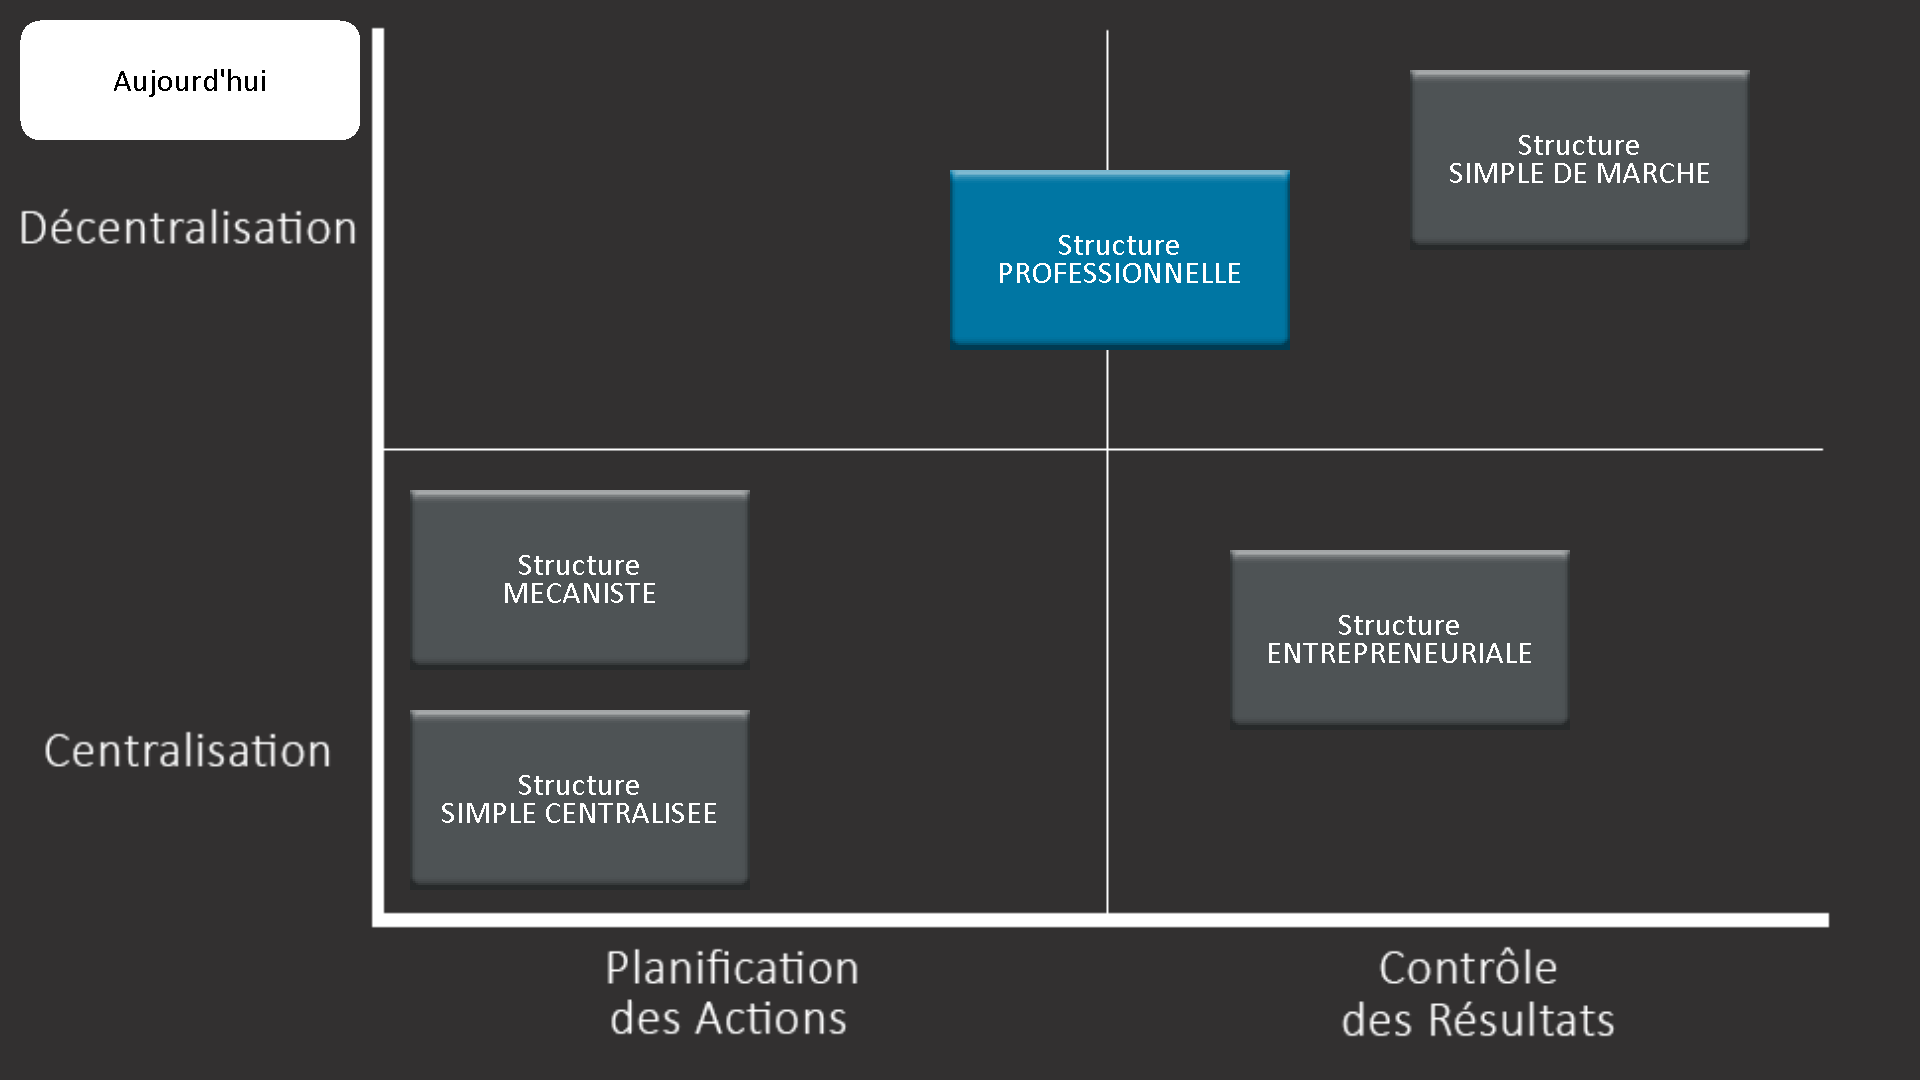 Aujourd'hui
Structure
SIMPLE DE MARCHE
Décentralisation
Structure
PROFESSIONNELLE
Structure
MECANISTE
Structure
ENTREPRENEURIALE
Centralisation
Structure
SIMPLE CENTRALISEE
Planification
des Actions
Contrôle
des Résultats